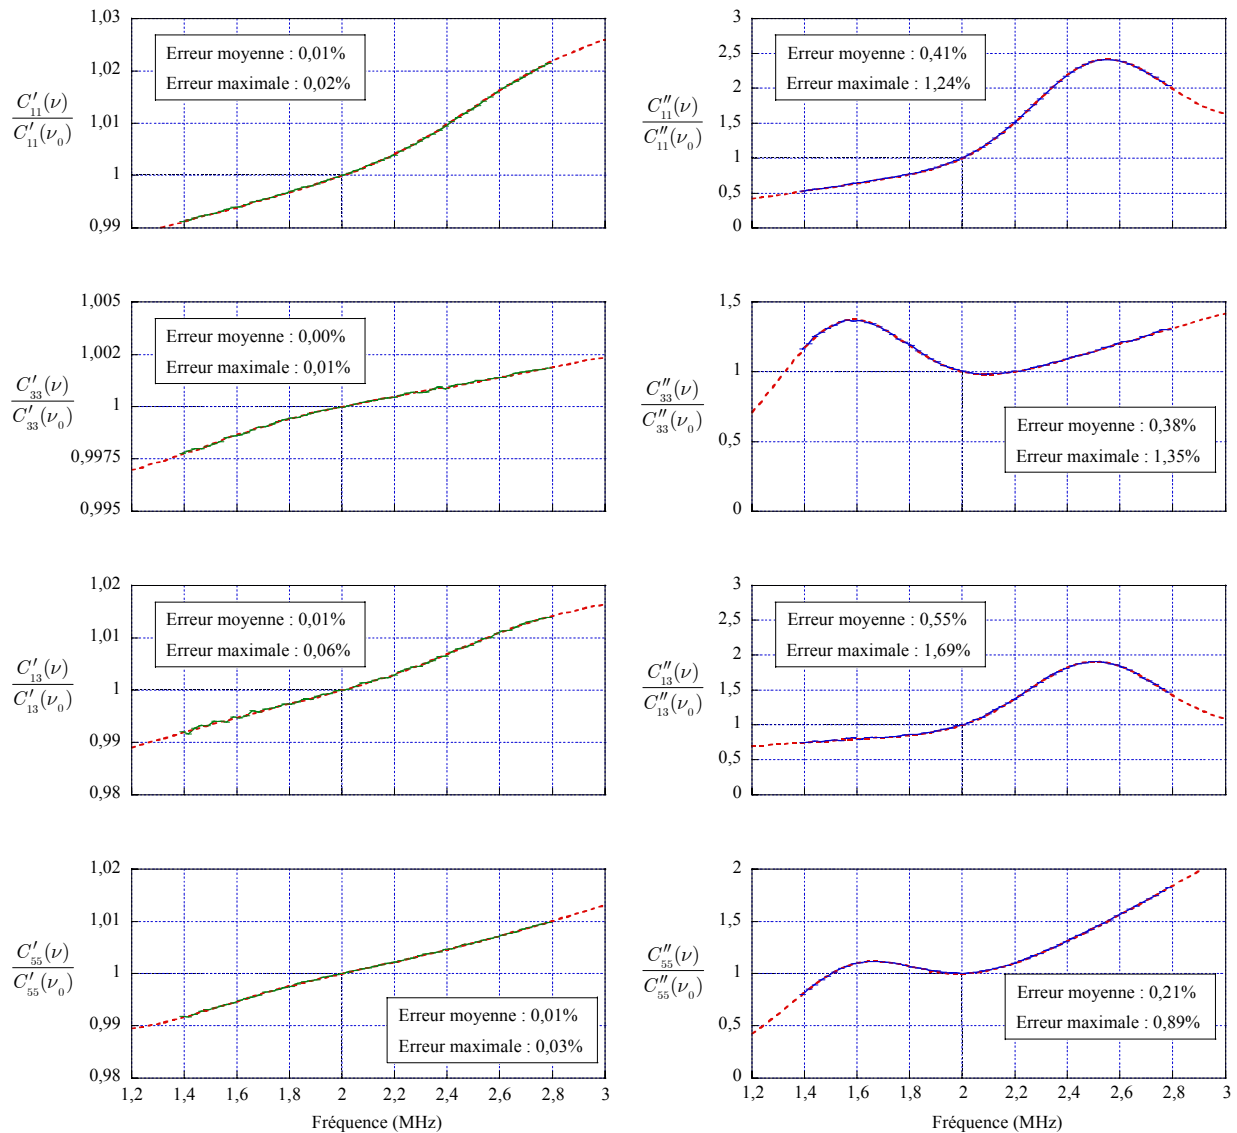 1,03
1,02
1,01
1
0,99
C′₁₁(ν)
C′₁₁(ν₀)
Erreur moyenne : 0,01%
Erreur maximale : 0,02%
3
2,5
2
1,5
1
0,5
0
C″₁₁(ν)
C″₁₁(ν₀)
Erreur moyenne : 0,41%
Erreur maximale : 1,24%
1,005
1,002
1
0,9975
0,995
C′₃₃(ν)
C′₃₃(ν₀)
Erreur moyenne : 0,00%
Erreur maximale : 0,01%
1,5
1
0,5
0
C″₃₃(ν)
C″₃₃(ν₀)
Erreur moyenne : 0,38%
Erreur maximale : 1,35%
1,02
1,01
1
0,99
0,98
C′₁₃(ν)
C′₁₃(ν₀)
Erreur moyenne : 0,01%
Erreur maximale : 0,06%
3
2,5
2
1,5
1
0,5
0
C″₁₃(ν)
C″₁₃(ν₀)
Erreur moyenne : 0,55%
Erreur maximale : 1,69%
1,02
1,01
1
0,99
0,98
C′₅₅(ν)
C′₅₅(ν₀)
Erreur moyenne : 0,01%
Erreur maximale : 0,03%
1,2 1,4 1,6 1,8 2 2,2 2,4 2,6 2,8 3
Fréquence (MHz)
2
1,5
1
0,5
0
C″₅₅(ν)
C″₅₅(ν₀)
Erreur moyenne : 0,21%
Erreur maximale : 0,89%
1,2 1,4 1,6 1,8 2 2,2 2,4 2,6 2,8 3
Fréquence (MHz)